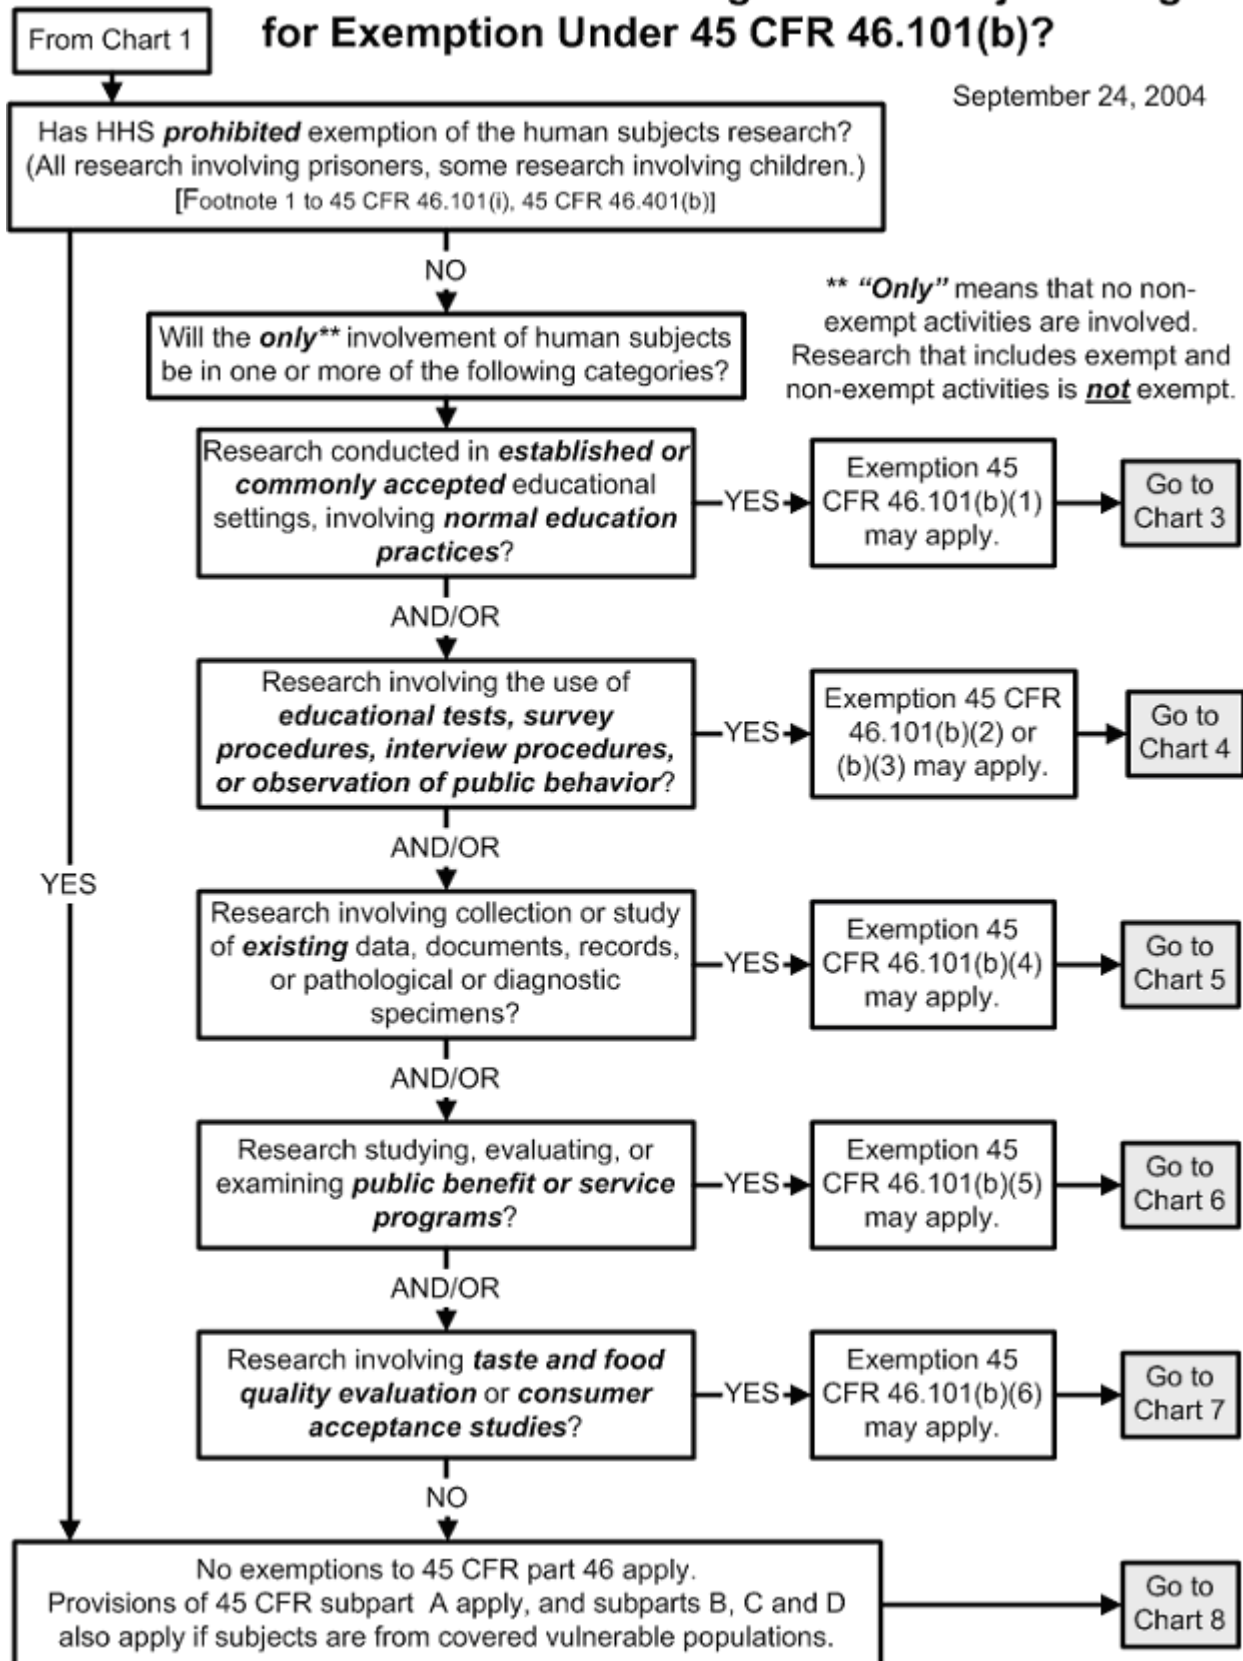 for Exemption Under 45 CFR 46.101(b)?
From Chart 1
September 24, 2004
Has HHS prohibited exemption of the human subjects research?
(All research involving prisoners, some research involving children.)
[Footnote 1 to 45 CFR 46.101(i), 45 CFR 46.401(b)]
NO
** “Only” means that no non-
exempt activities are involved.
Research that includes exempt and
non-exempt activities is not exempt.
Will the only** involvement of human subjects
be in one or more of the following categories?
Research conducted in established or
commonly accepted educational
settings, involving normal education
practices?
YES
Exemption 45
CFR 46.101(b)(1)
may apply.
Go to
Chart 3
AND/OR
Research involving the use of
educational tests, survey
procedures, interview procedures,
or observation of public behavior?
YES
Exemption 45 CFR
46.101(b)(2) or
(b)(3) may apply.
Go to
Chart 4
AND/OR
YES
Research involving collection or study
of existing data, documents, records,
or pathological or diagnostic
specimens?
YES
Exemption 45
CFR 46.101(b)(4)
may apply.
Go to
Chart 5
AND/OR
Research studying, evaluating, or
examining public benefit or service
programs?
YES
Exemption 45
CFR 46.101(b)(5)
may apply.
Go to
Chart 6
AND/OR
Research involving taste and food
quality evaluation or consumer
acceptance studies?
YES
Exemption 45
CFR 46.101(b)(6)
may apply.
Go to
Chart 7
NO
No exemptions to 45 CFR part 46 apply.
Provisions of 45 CFR subpart A apply, and subparts B, C and D
also apply if subjects are from covered vulnerable populations.
Go to
Chart 8